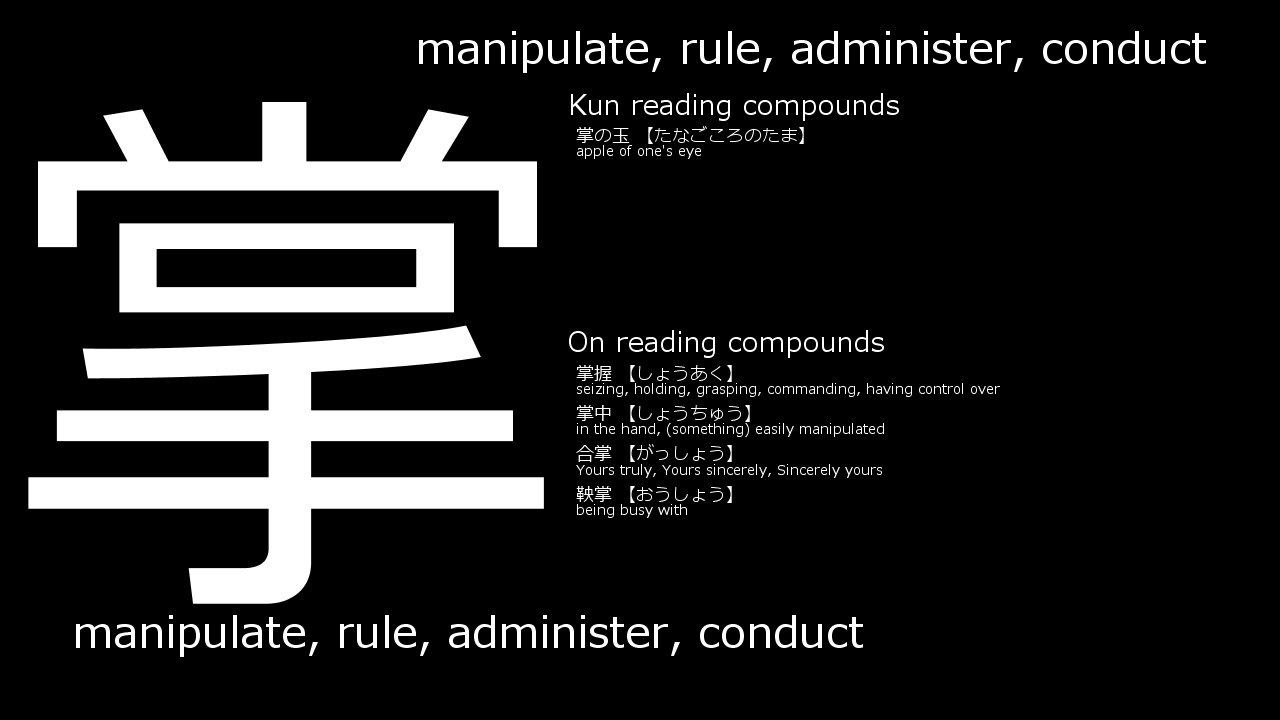 manipulate, rule, administer, conduct
掌
Kun reading compounds
掌の玉 【たなごころのたま】
apple of one's eye
On reading compounds
掌握 【しょうあく】
seizing, holding, grasping, commanding, having control over
掌中 【しょうちゅう】
in the hand, (something) easily manipulated
合掌 【がっしょう】
Yours truly, Yours sincerely, Sincerely yours
鞅掌 【おうしょう】
being busy with
manipulate, rule, administer, conduct